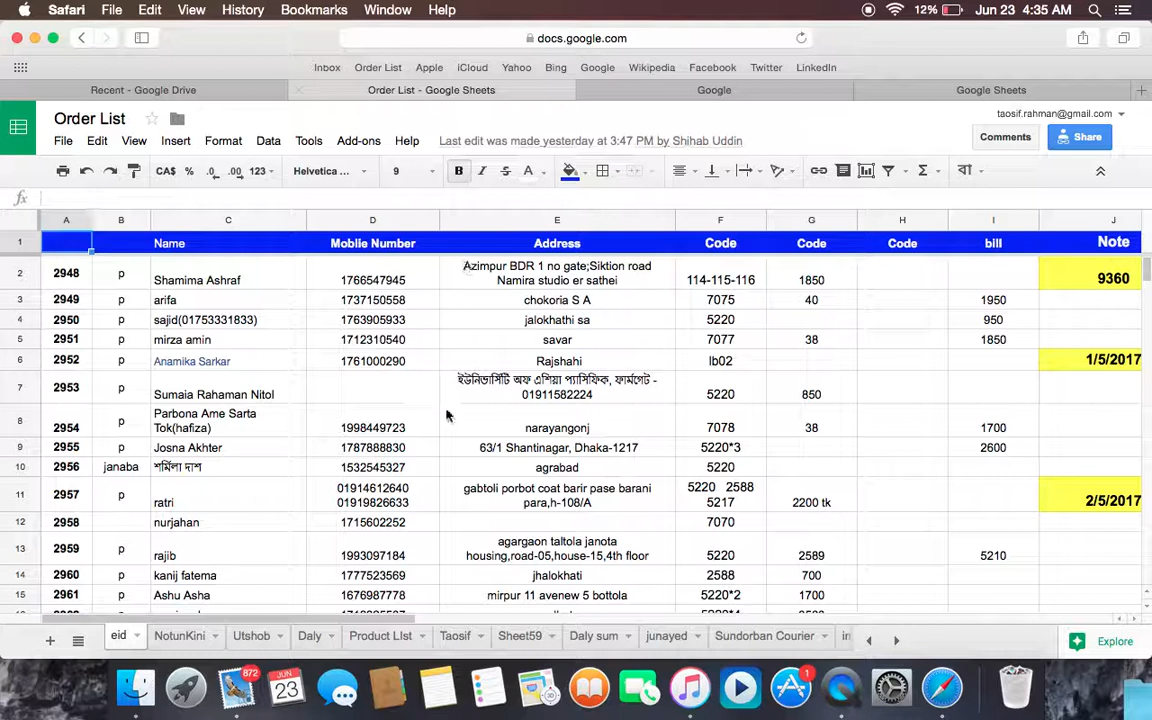 Safari File Edit View History Bookmarks Window Help 12% Jun 23 4:35 AM
docs.google.com
Inbox Order List Apple iCloud Yahoo Bing Google Wikipedia Facebook Twitter LinkedIn
Recent - Google Drive Order List - Google Sheets Google Google Sheets
Order List taosif.rahman@gmail.com
File Edit View Insert Format Data Tools Add-ons Help Last edit was made yesterday at 3:47 PM by Shihab Uddin Comments Share
CA$ % .0 .00 123 Helvetica ... 9 B I S A Σ বা
fx
A B C D E F G H I J
1 Name Moblie Number Address Code Code Code bill Note
Azimpur BDR 1 no gate;Siktion road
2 2948 p Shamima Ashraf 1766547945 Namira studio er sathei 114-115-116 1850 9360
3 2949 p arifa 1737150558 chokoria S A 7075 40 1950
4 2950 p sajid(01753331833) 1763905933 jalokhathi sa 5220 950
5 2951 p mirza amin 1712310540 savar 7077 38 1850
6 2952 p Anamika Sarkar 1761000290 Rajshahi lb02 1/5/2017
ইউনিভার্সিটি অফ এশিয়া প্যাসিফিক, ফার্মগেট -
7 2953 p Sumaia Rahaman Nitol 01911582224 5220 850
Parbona Ame Sarta
8 2954 p Tok(hafiza) 1998449723 narayangonj 7078 38 1700
9 2955 p Josna Akhter 1787888830 63/1 Shantinagar, Dhaka-1217 5220*3 2600
10 2956 janaba শর্মিলা দাশ 1532545327 agrabad 5220
01914612640 gabtoli porbot coat barir pase barani 5220 2588
11 2957 p ratri 01919826633 para,h-108/A 5217 2200 tk 2/5/2017
12 2958 nurjahan 1715602252 7070
agargaon taltola janota
13 2959 p rajib 1993097184 housing,road-05,house-15,4th floor 5220 2589 5210
14 2960 p kanij fatema 1777523569 jhalokhati 2588 700
15 2961 p Ashu Asha 1676987778 mirpur 11 avenew 5 bottola 5220*2 1700
eid NotunKini Utshob Daly Product LIst Taosif Sheet59 Daly sum junayed Sundorban Courier Explore
872 JUN 23 1